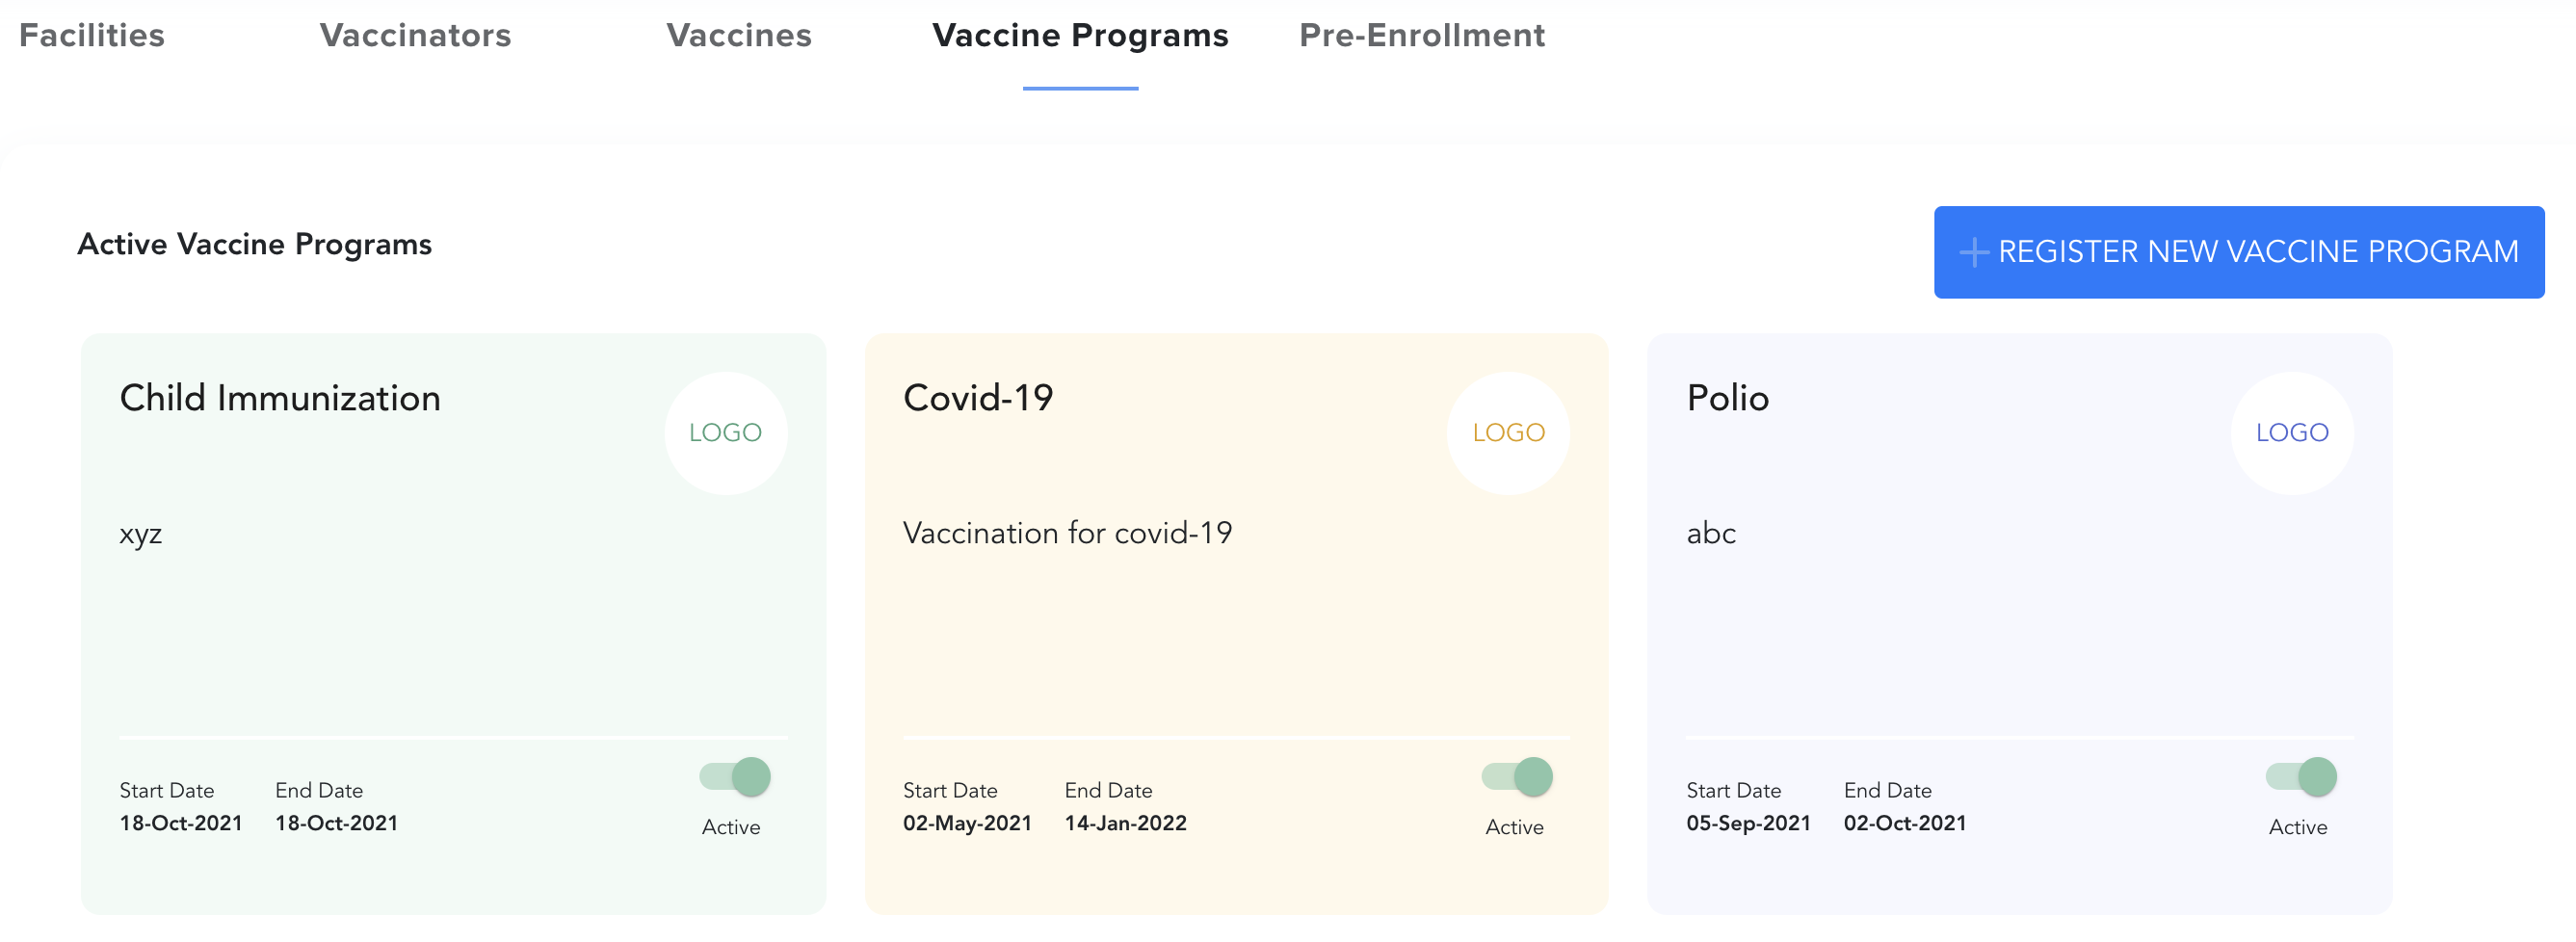 Facilities Vaccinators Vaccines Vaccine Programs Pre-Enrollment
Active Vaccine Programs
+ REGISTER NEW VACCINE PROGRAM
Child Immunization
LOGO
xyz
Start Date End Date
18-Oct-2021 18-Oct-2021
Active
Covid-19
LOGO
Vaccination for covid-19
Start Date End Date
02-May-2021 14-Jan-2022
Active
Polio
LOGO
abc
Start Date End Date
05-Sep-2021 02-Oct-2021
Active